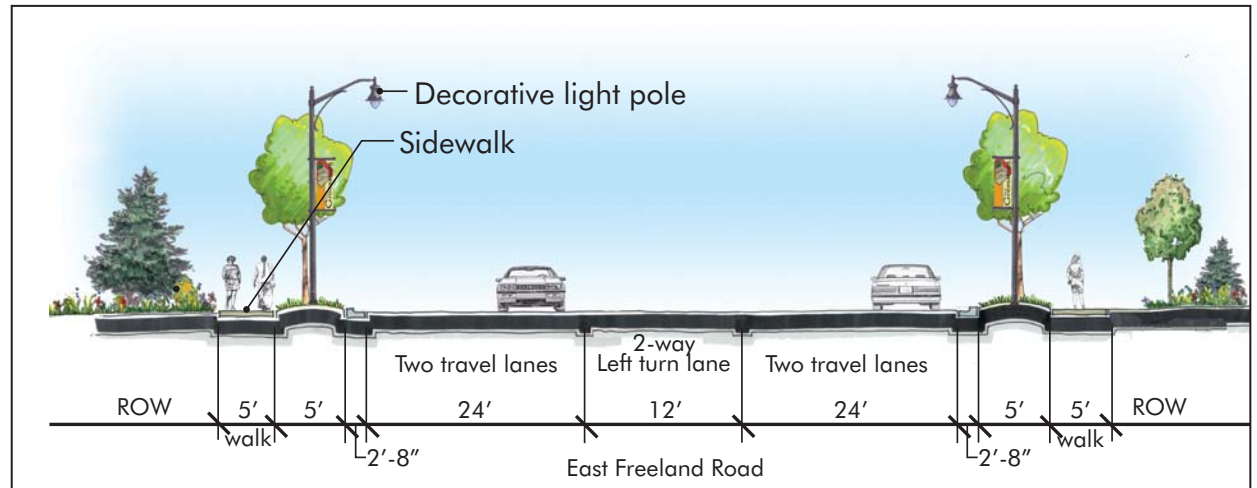 Decorative light pole
Sidewalk
2-way
Two travel lanes
Left turn lane
Two travel lanes
ROW
5’
5’
24’
12’
24’
5’
5’
ROW
walk
walk
2’-8”
2’-8”
East Freeland Road